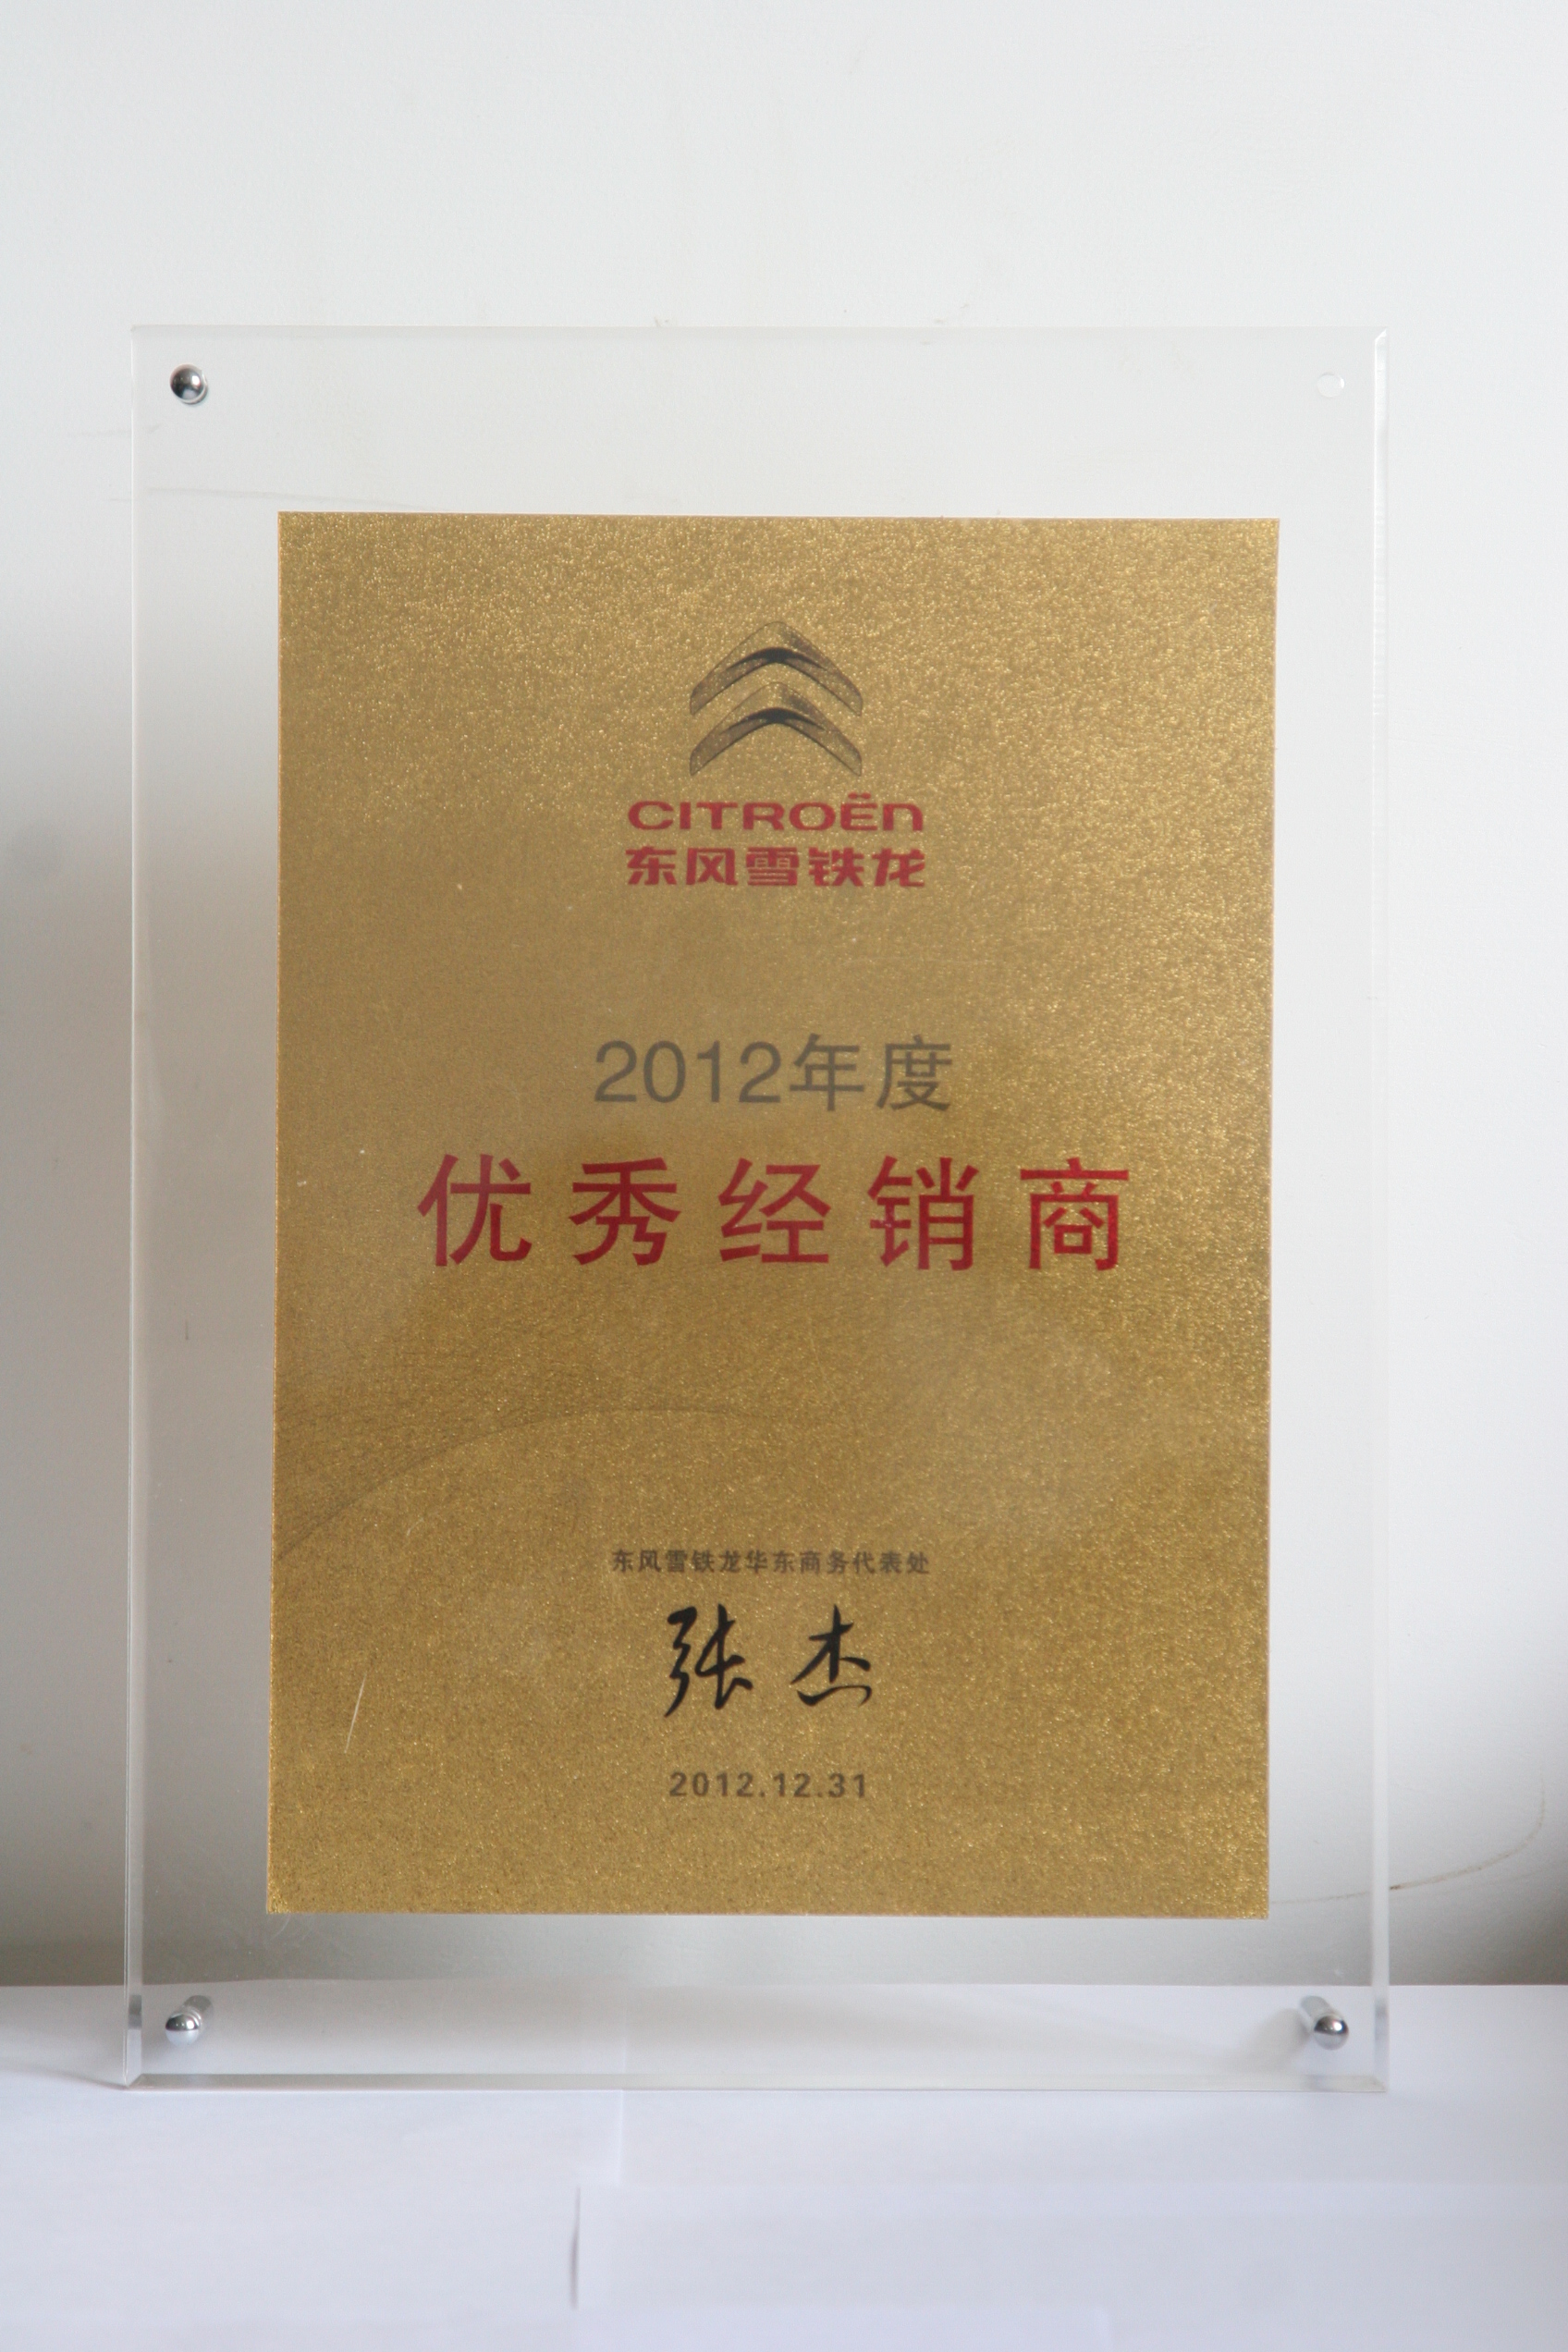 CITROËN
东风雪铁龙
2012年度
优秀经销商
东风雪铁龙华东商务代表处
张杰
2012.12.31